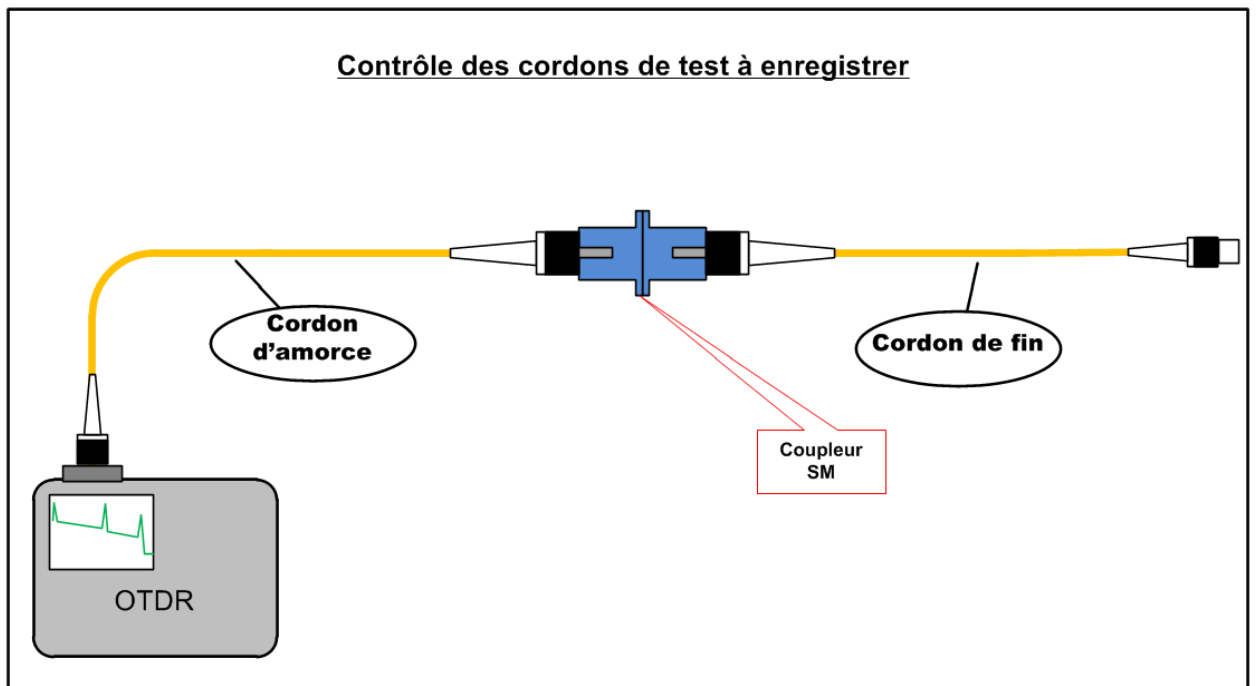 Contrôle des cordons de test à enregistrer
Cordon
d’amorce
Cordon de fin
Coupleur
SM
OTDR